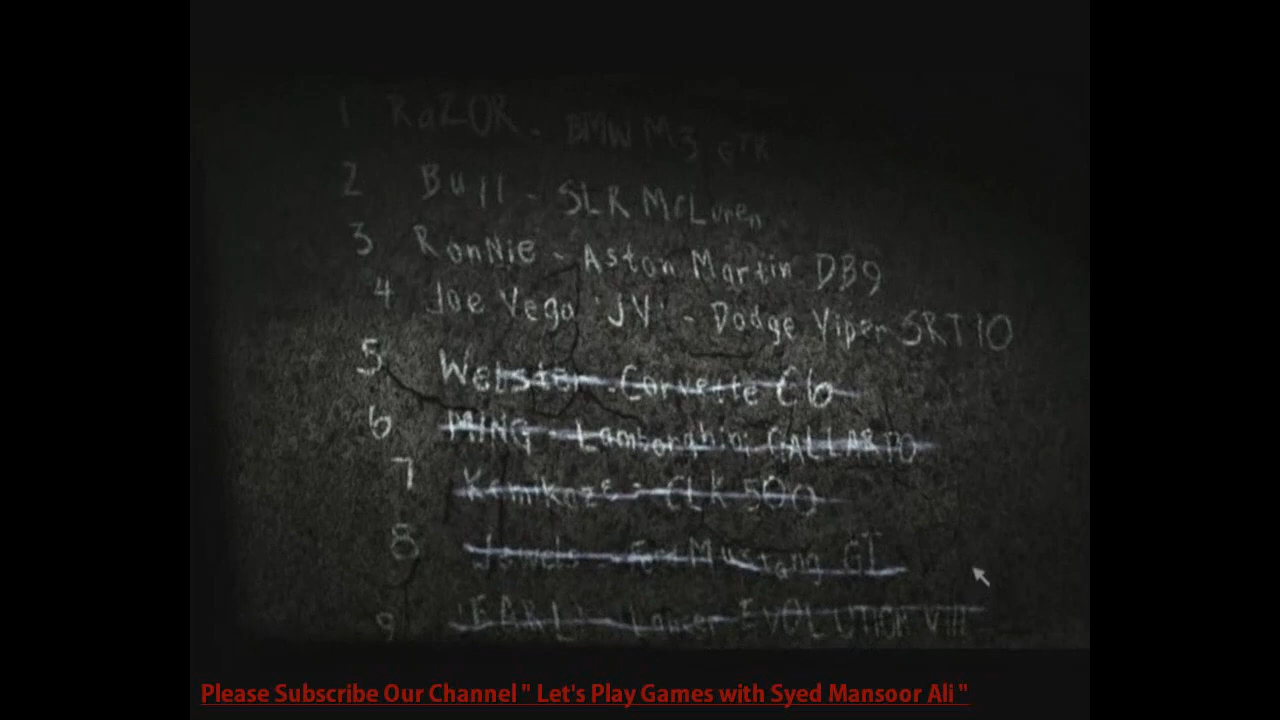 1 RaZOR - BMW M3 GTR
2 Bull - SLR McLaren
3 RonNie - Aston Martin DB9
4 Joe Vega 'JV' - Dodge Viper SRT10
5 Webster - Corvette C6
6 MING - Lamborghini GALLARDO
7 Kamikaze - CLK 500
8 Jewels - Mustang GT
9 'EARL' - Lancer EVOLUTION VIII
Please Subscribe Our Channel " Let's Play Games with Syed Mansoor Ali "